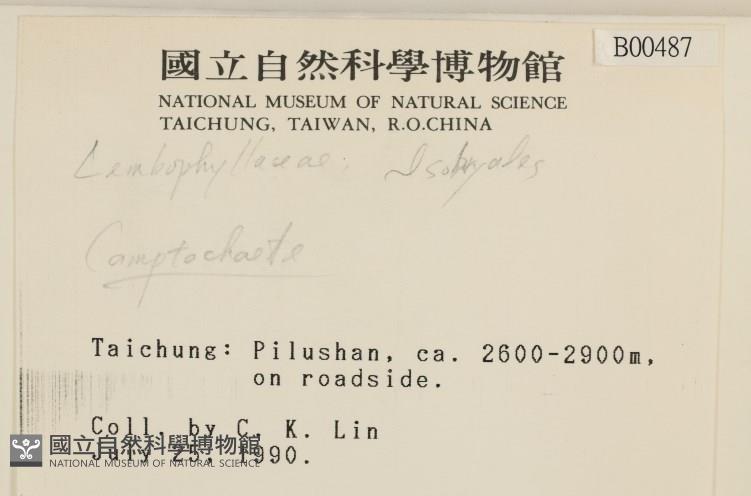 B00487
國立自然科學博物館
NATIONAL MUSEUM OF NATURAL SCIENCE
TAICHUNG, TAIWAN, R.O.CHINA
Lembophyllaceae; Isobryales
Camptochaete
Taichung: Pilushan, ca. 2600-2900m,
on roadside.
Coll. by C. K. Lin
July 25, 1990.
國立自然科學博物館
NATIONAL MUSEUM OF NATURAL SCIENCE